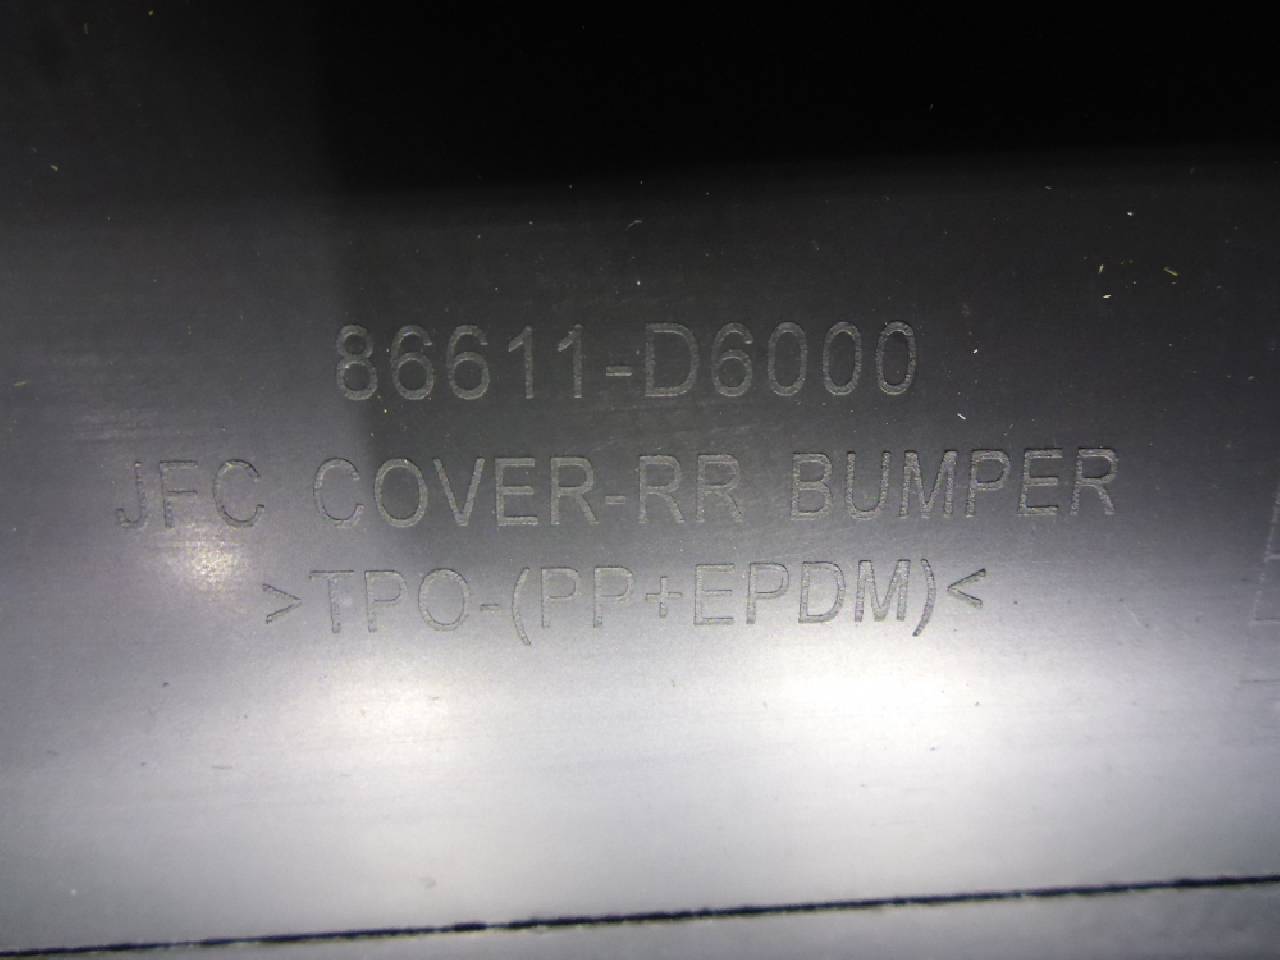 86611-D6000
JFC COVER-RR BUMPER
>TPO-(PP+EPDM)<